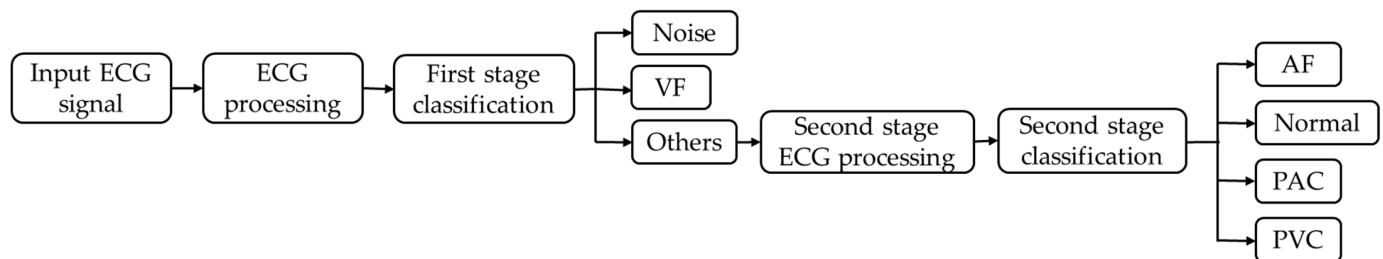 Input ECG
signal
ECG
processing
First stage
classification
Noise
VF
Others
Second stage
ECG processing
Second stage
classification
AF
Normal
PAC
PVC